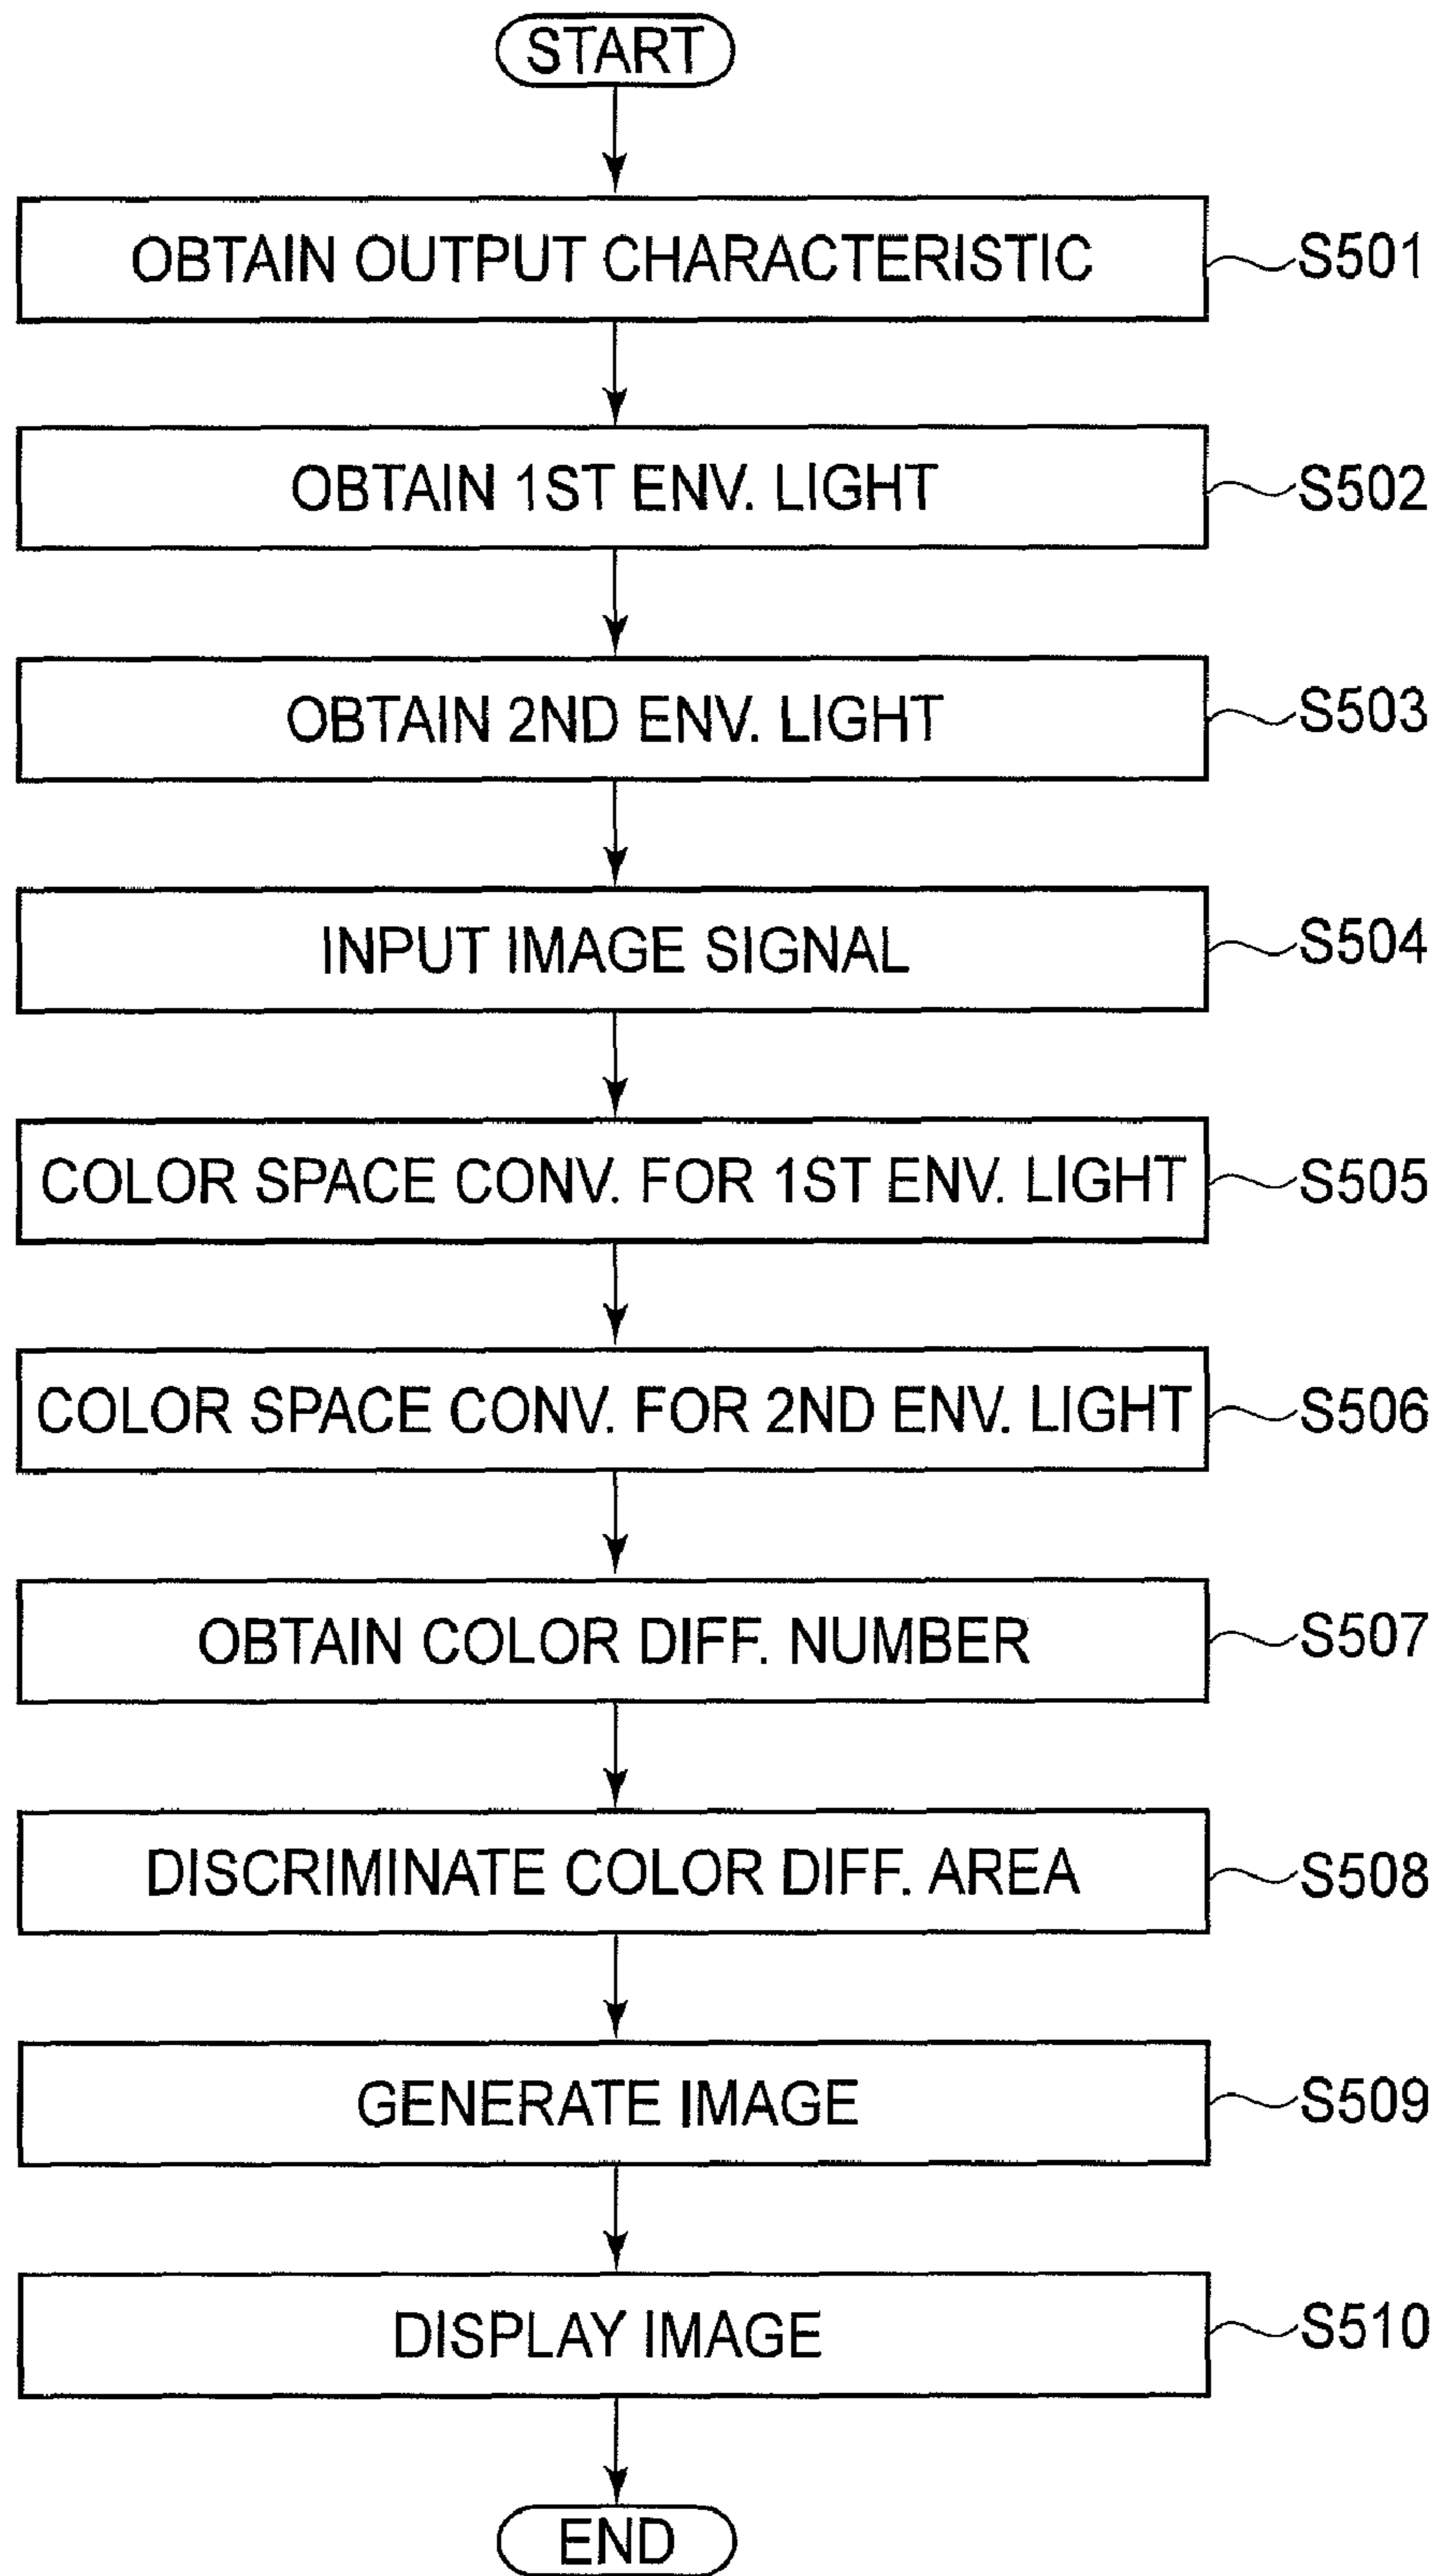 START
OBTAIN OUTPUT CHARACTERISTIC S501
OBTAIN 1ST ENV. LIGHT S502
OBTAIN 2ND ENV. LIGHT S503
INPUT IMAGE SIGNAL S504
COLOR SPACE CONV. FOR 1ST ENV. LIGHT S505
COLOR SPACE CONV. FOR 2ND ENV. LIGHT S506
OBTAIN COLOR DIFF. NUMBER S507
DISCRIMINATE COLOR DIFF. AREA S508
GENERATE IMAGE S509
DISPLAY IMAGE S510
END